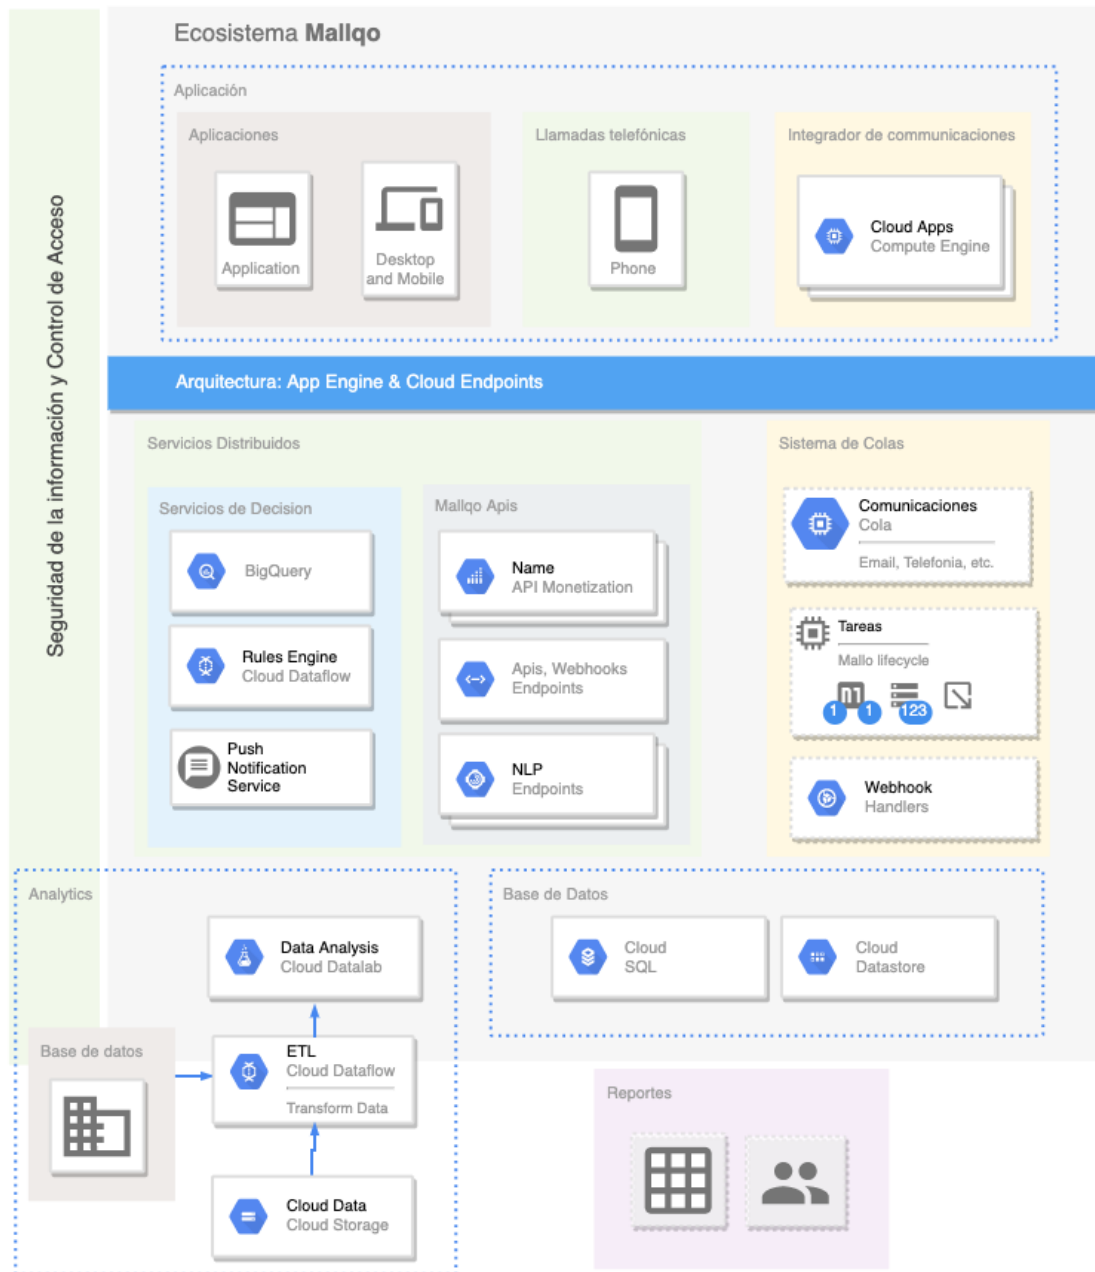 Ecosistema Mallqo
Aplicación
Aplicaciones
Application
Desktop
and Mobile
Llamadas telefónicas
Phone
Integrador de communicaciones
Cloud Apps
Compute Engine
Seguridad de la información y Control de Acceso
Arquitectura: App Engine & Cloud Endpoints
Servicios Distribuidos
Servicios de Decision
BigQuery
Rules Engine
Cloud Dataflow
Push
Notification
Service
Mallqo Apis
Name
API Monetization
Apis, Webhooks
Endpoints
NLP
Endpoints
Sistema de Colas
Comunicaciones
Cola
Email, Telefonia, etc.
Tareas
Mallo lifecycle
1
1
123
Webhook
Handlers
Analytics
Data Analysis
Cloud Datalab
Base de datos
ETL
Cloud Dataflow
Transform Data
Cloud Data
Cloud Storage
Base de Datos
Cloud
SQL
Cloud
Datastore
Reportes